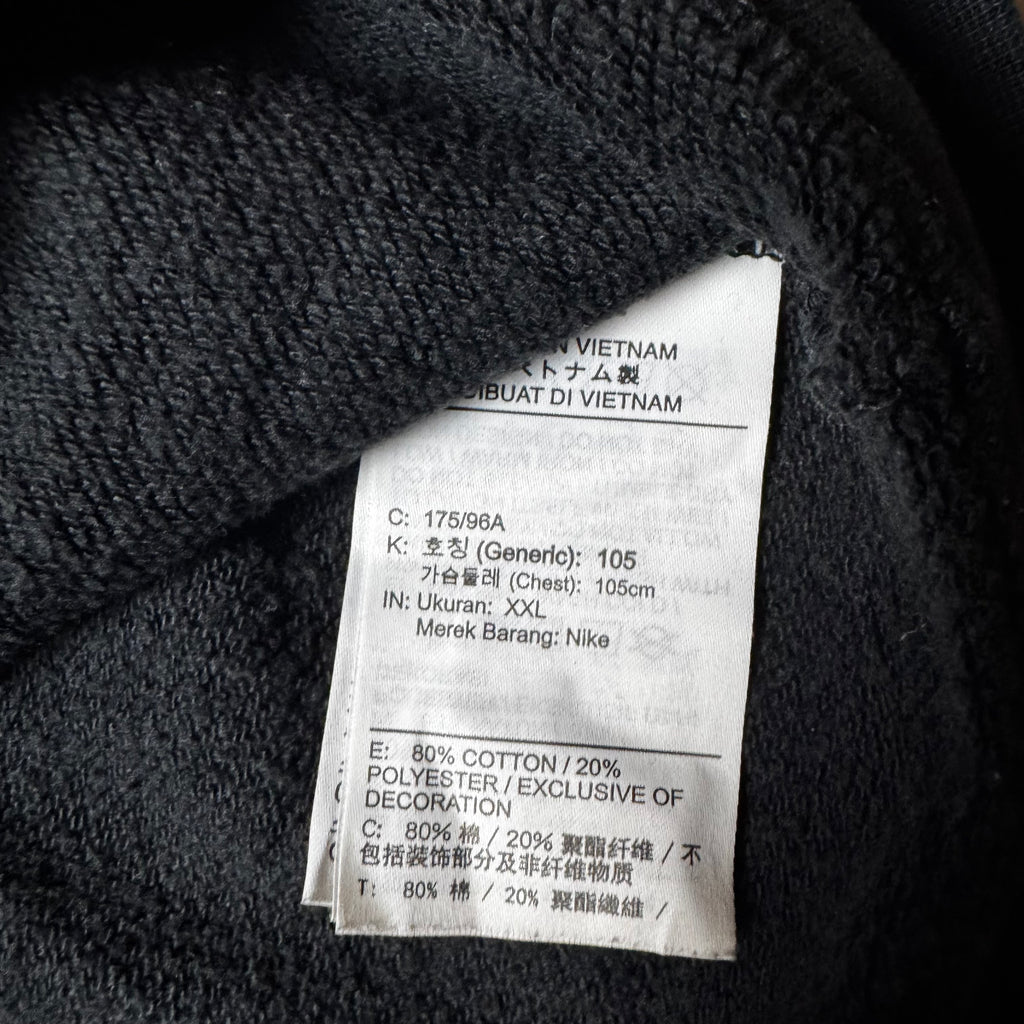 VIETNAM
トナム製
DIBUAT DI VIETNAM
C: 175/96A
K: 호칭 (Generic): 105
가슴둘레 (Chest): 105cm
IN: Ukuran: XXL
Merek Barang: Nike
E: 80% COTTON / 20%
POLYESTER / EXCLUSIVE OF
DECORATION
C: 80% 棉 / 20% 聚酯纤维 / 不
包括装饰部分及非纤维物质
T: 80% 棉 / 20% 聚酯纖維 /